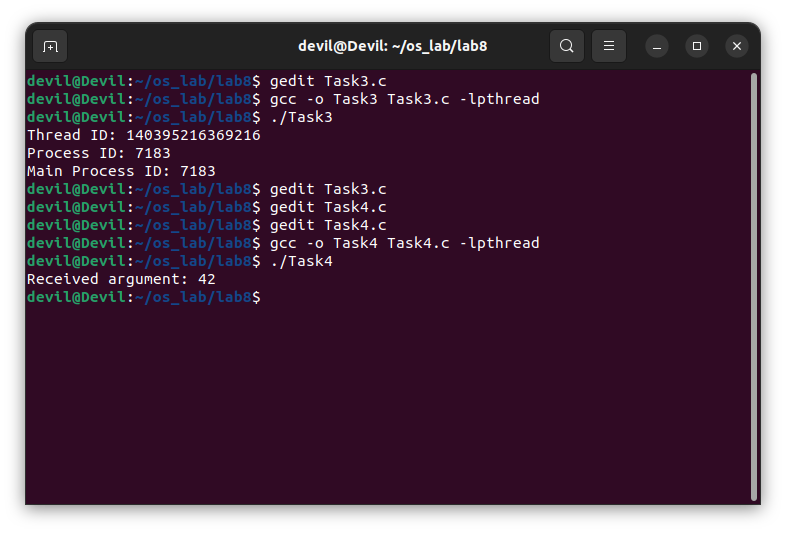 devil@Devil: ~/os_lab/lab8
devil@Devil:~/os_lab/lab8$ gedit Task3.c
devil@Devil:~/os_lab/lab8$ gcc -o Task3 Task3.c -lpthread
devil@Devil:~/os_lab/lab8$ ./Task3
Thread ID: 140395216369216
Process ID: 7183
Main Process ID: 7183
devil@Devil:~/os_lab/lab8$ gedit Task3.c
devil@Devil:~/os_lab/lab8$ gedit Task4.c
devil@Devil:~/os_lab/lab8$ gedit Task4.c
devil@Devil:~/os_lab/lab8$ gcc -o Task4 Task4.c -lpthread
devil@Devil:~/os_lab/lab8$ ./Task4
Received argument: 42
devil@Devil:~/os_lab/lab8$